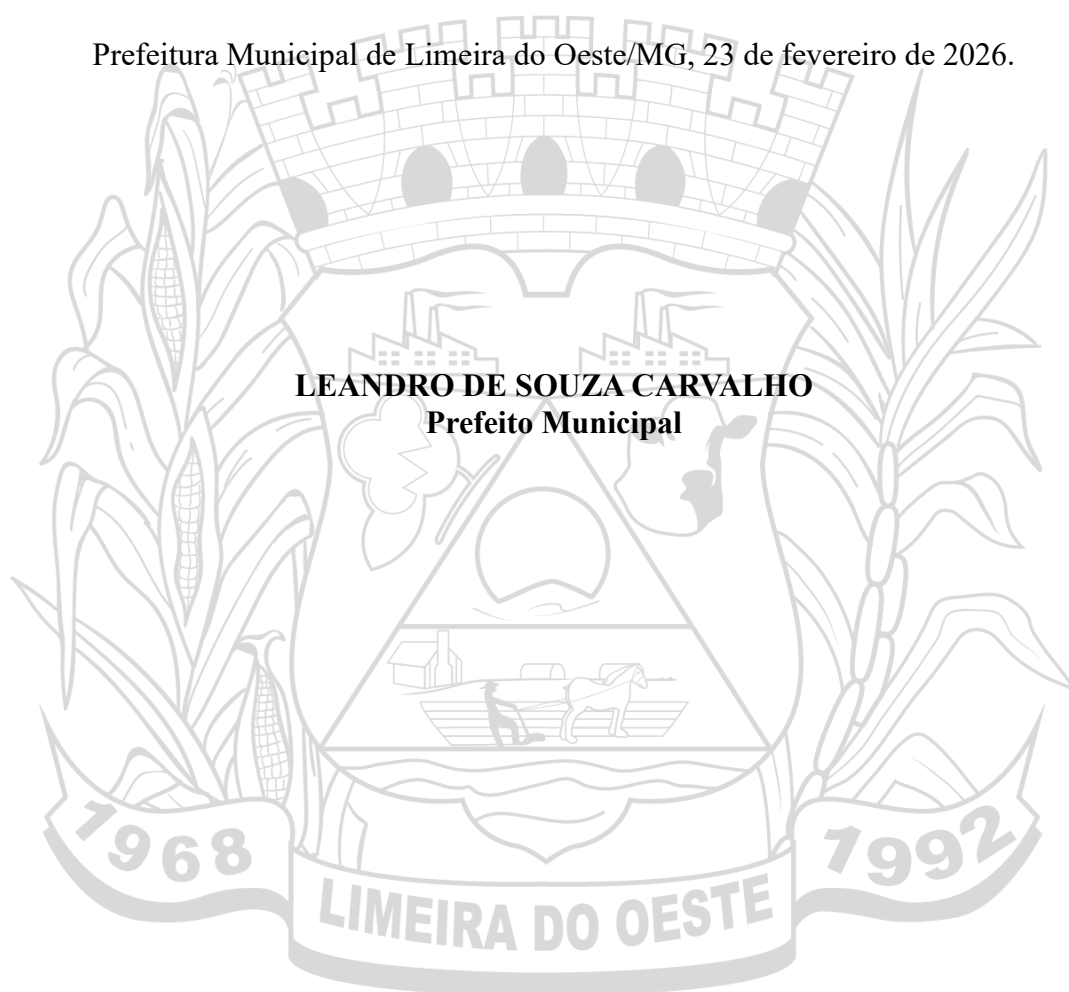 Prefeitura Municipal de Limeira do Oeste/MG, 23 de fevereiro de 2026.
LEANDRO DE SOUZA CARVALHO
Prefeito Municipal
1968
1992
LIMEIRA DO OESTE